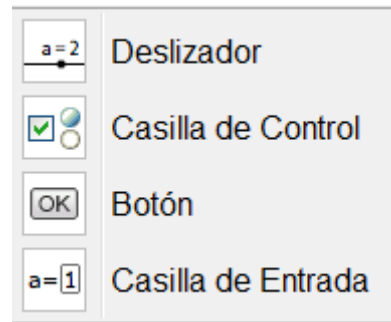 a=2 Deslizador
Casilla de Control
OK Botón
a=1 Casilla de Entrada